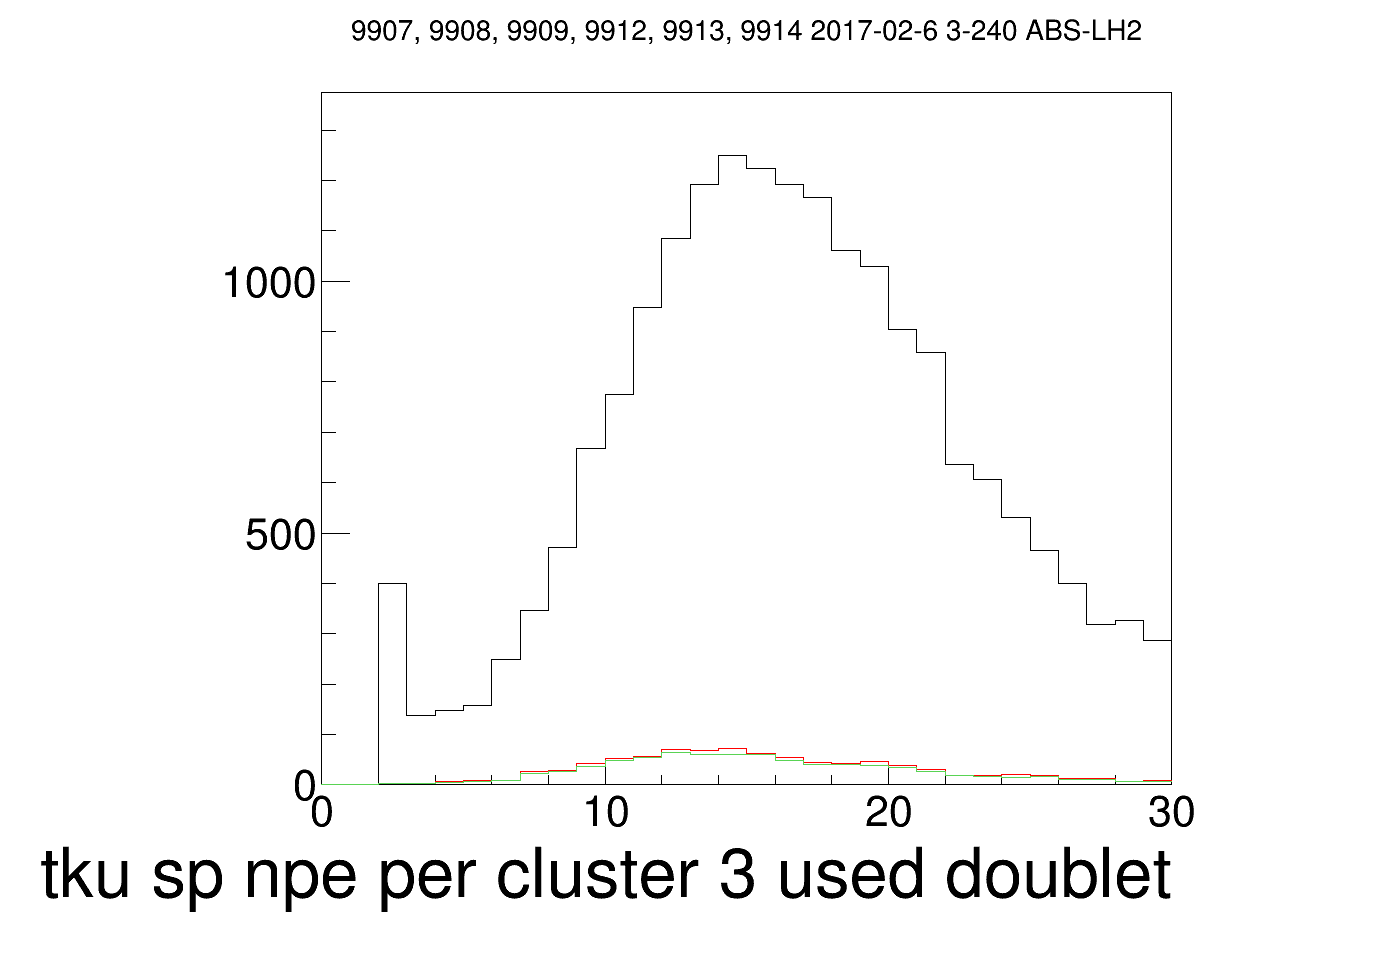 9907, 9908, 9909, 9912, 9913, 9914 2017-02-6 3-240 ABS-LH2
1000
500
0
0 10 20 30
tku sp npe per cluster 3 used doublet